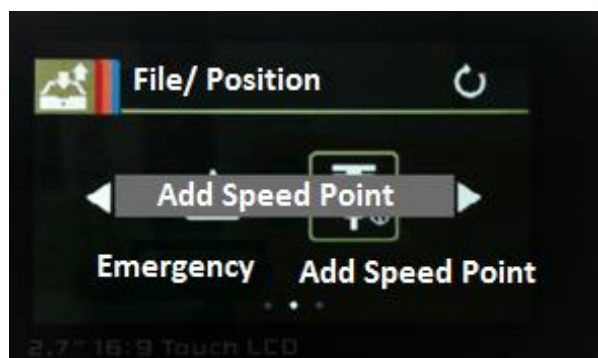 File/ Position
Add Speed Point
Emergency
Add Speed Point
2.7" 16:9 Touch LCD